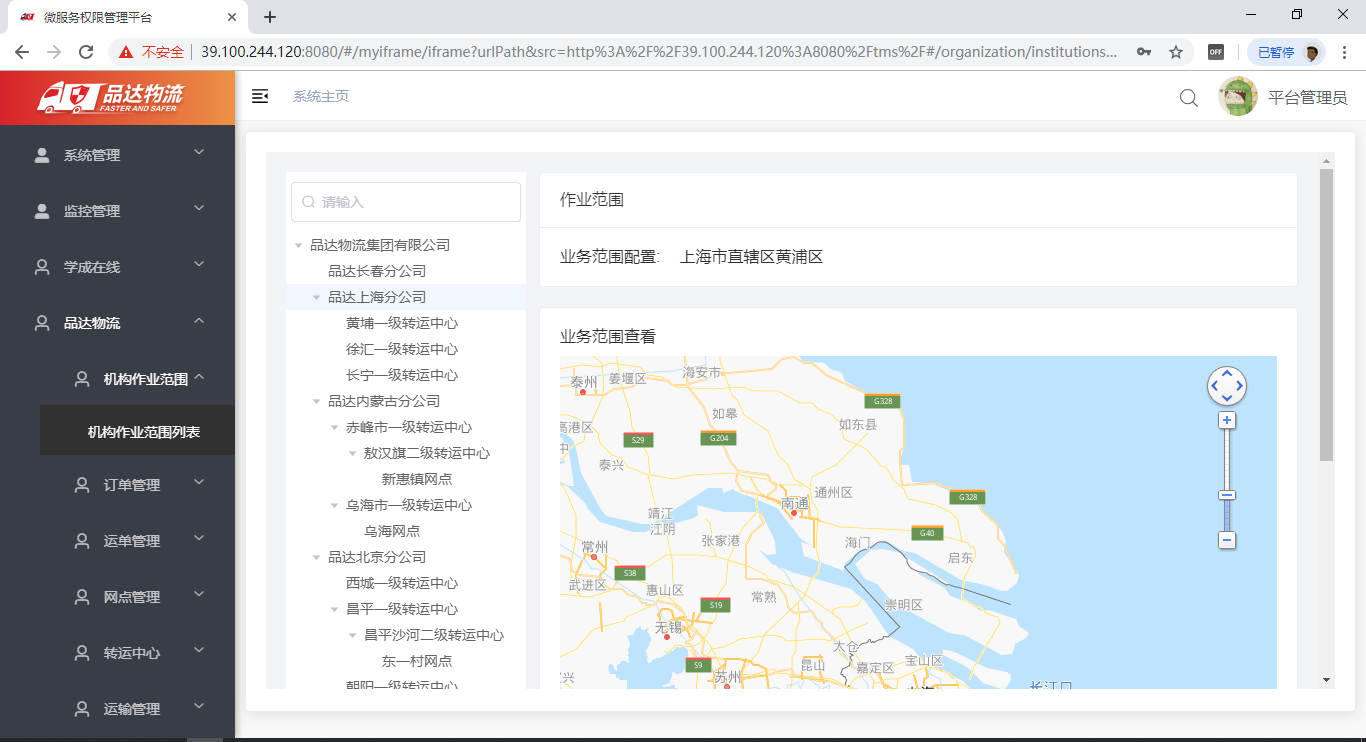 微服务权限管理平台
不安全
39.100.244.120:8080/#/myiframe/iframe?urlPath&src=http%3A%2F%2F39.100.244.120%3A8080%2Ftms%2F#/organization/institutions...
OFF
已暂停
品达物流
FASTER AND SAFER
系统主页
平台管理员
系统管理
监控管理
学成在线
品达物流
机构作业范围
机构作业范围列表
订单管理
运单管理
网点管理
转运中心
运输管理
请输入
品达物流集团有限公司
品达长春分公司
品达上海分公司
黄埔一级转运中心
徐汇一级转运中心
长宁一级转运中心
品达内蒙古分公司
赤峰市一级转运中心
敖汉旗二级转运中心
新惠镇网点
乌海市一级转运中心
乌海网点
品达北京分公司
西城一级转运中心
昌平一级转运中心
昌平沙河二级转运中心
东一村网点
朝阳一级转运中心
作业范围
业务范围配置: 上海市直辖区黄浦区
业务范围查看
泰州
姜堰区
海安市
G328
如皋
如东县
高港区
S29
G204
中
泰兴
通州区
南通
G328
靖江
江阴
张家港
G40
海门
启东
常州
S38
武进区
惠山区
常熟
S19
崇明区
无锡
太仓
S9
昆山
嘉定区
宝山区
苏州
兴
上海
长江口